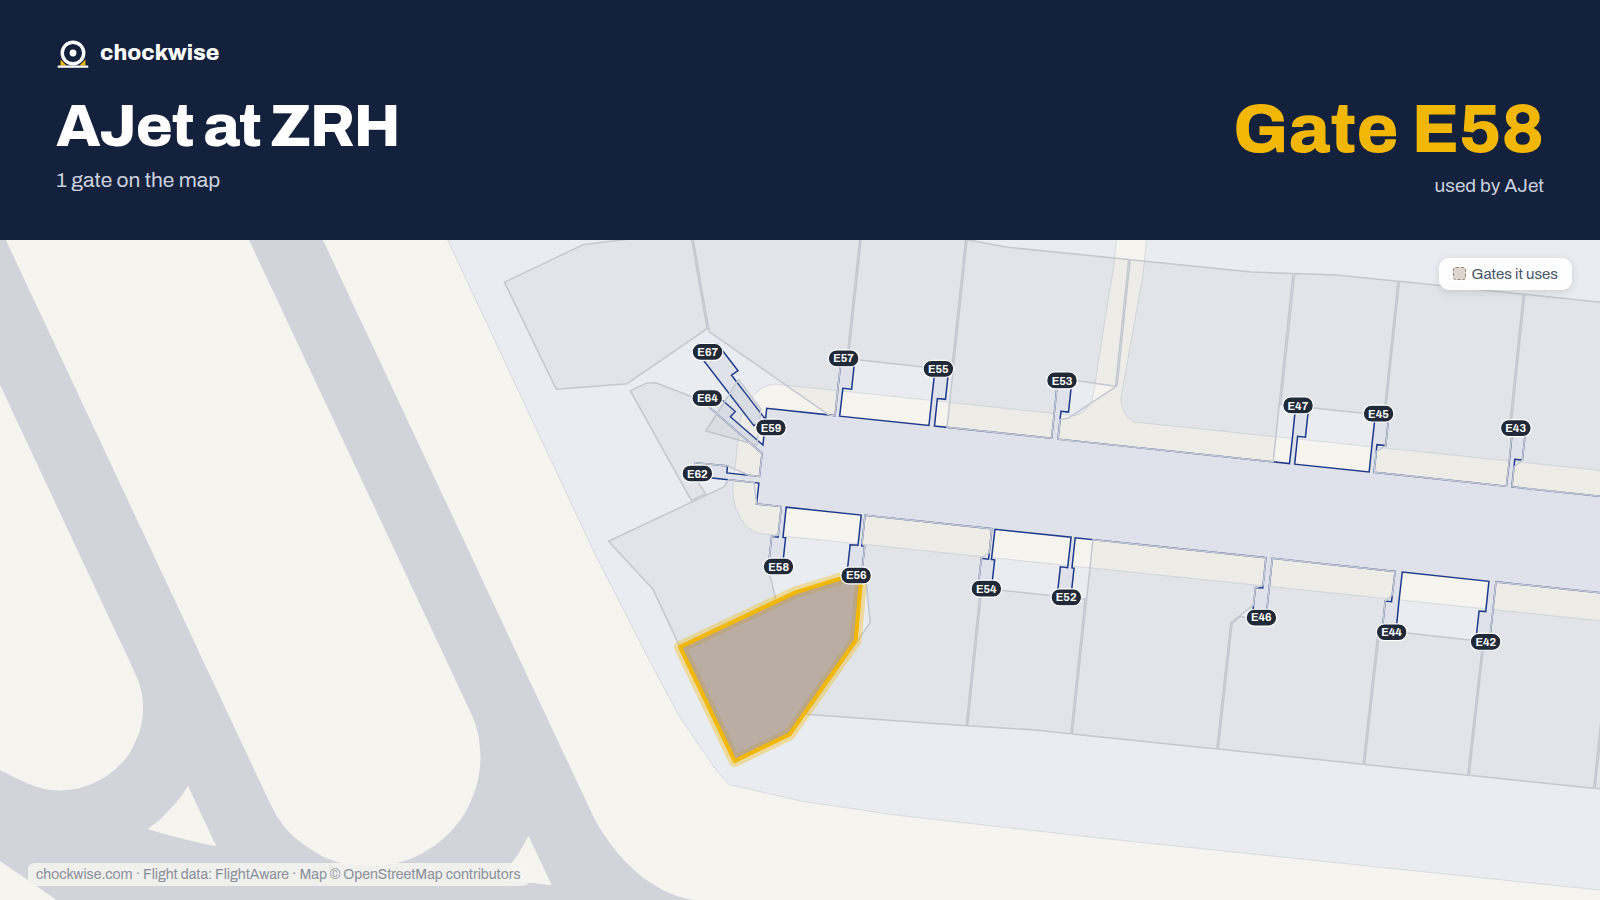 chockwise
AJet at ZRH
1 gate on the map
Gate E58
used by AJet
Gates it uses
E67
E57
E55
E53
E64
E47
E45
E59
E43
E62
E58
E56
E54
E52
E46
E44
E42
chockwise.com · Flight data: FlightAware · Map © OpenStreetMap contributors